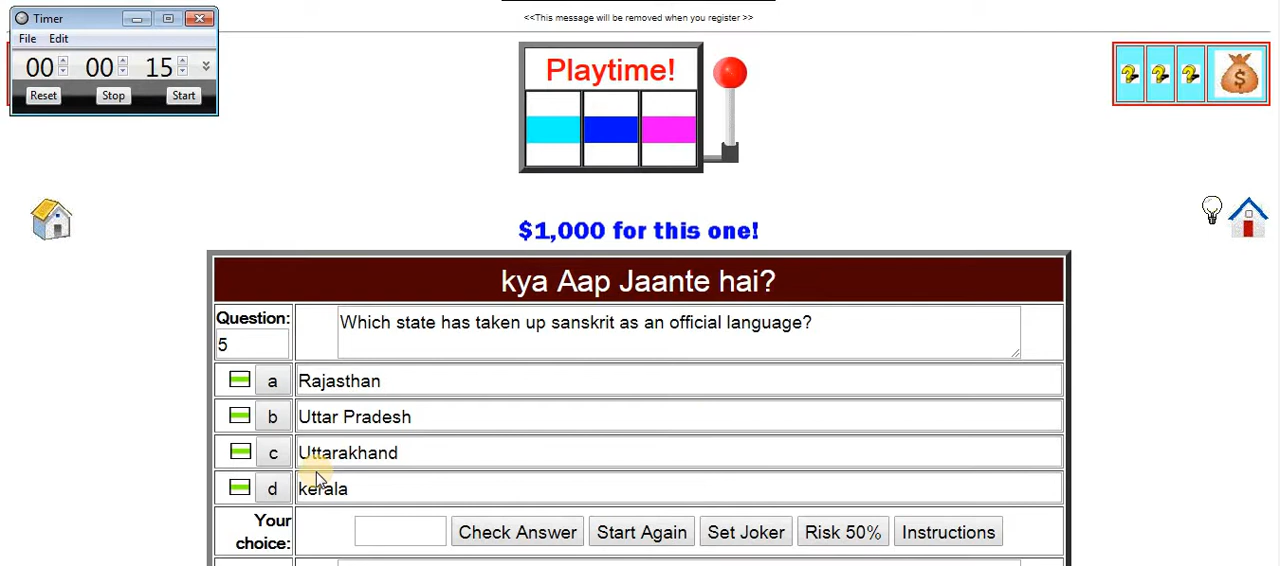 Timer
<<This message will be removed when you register >>
File Edit
00 00 15
Reset Stop Start
Playtime!
$
$1,000 for this one!
kya Aap Jaante hai?
Question:
5
Which state has taken up sanskrit as an official language?
a Rajasthan
b Uttar Pradesh
c Uttarakhand
d kerala
Your choice:
Check Answer Start Again Set Joker Risk 50% Instructions